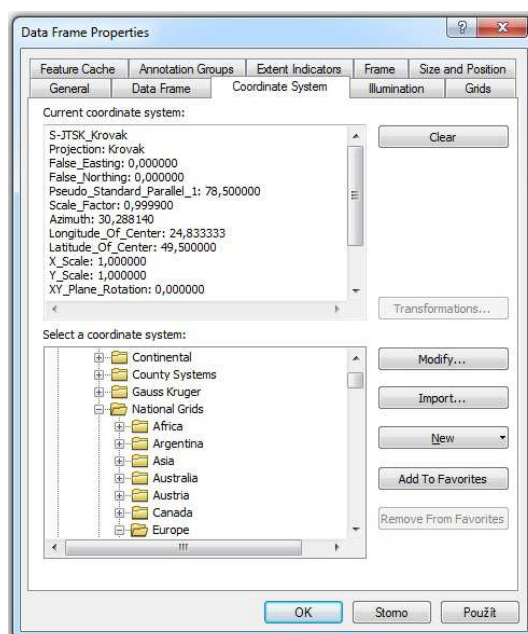 Data Frame Properties
Feature Cache Annotation Groups Extent Indicators Frame Size and Position
General Data Frame Coordinate System Illumination Grids
Current coordinate system:
S-JTSK_Krovak
Projection: Krovak
False_Easting: 0,000000
False_Northing: 0,000000
Pseudo_Standard_Parallel_1: 78,500000
Scale_Factor: 0,999900
Azimuth: 30,288140
Longitude_Of_Center: 24,833333
Latitude_Of_Center: 49,500000
X_Scale: 1,000000
Y_Scale: 1,000000
XY_Plane_Rotation: 0,000000
Clear
Transformations...
Select a coordinate system:
Continental
County Systems
Gauss Kruger
National Grids
Africa
Argentina
Asia
Australia
Austria
Canada
Europe
Modify...
Import...
New
Add To Favorites
Remove From Favorites
OK Storno Použít